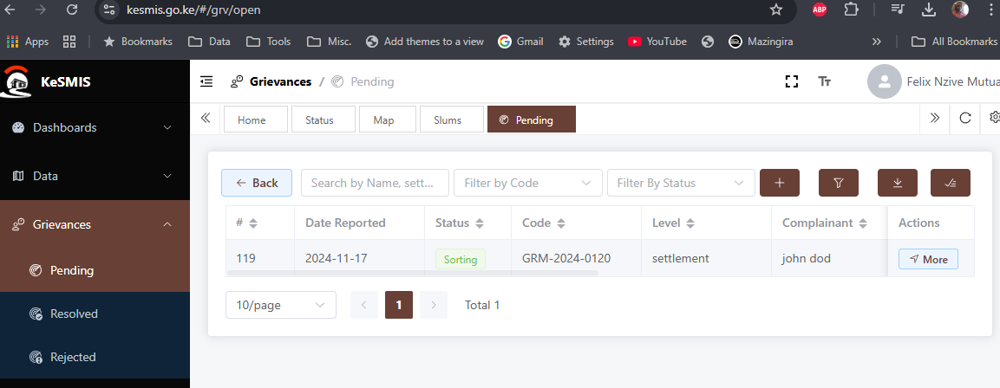 kesmis.go.ke/#/grv/open
ABP
Apps Bookmarks Data Tools Misc. Add themes to a view Gmail Settings YouTube Mazingira » All Bookmarks
KeSMIS
Grievances / Pending
Felix Nzive Mutua
Home Status Map Slums Pending
Dashboards
Data
Grievances
Pending
Resolved
Rejected
Back Search by Name, sett... Filter by Code Filter By Status
# Date Reported Status Code Level Complainant Actions
119 2024-11-17 Sorting GRM-2024-0120 settlement john dod More
10/page 1 Total 1